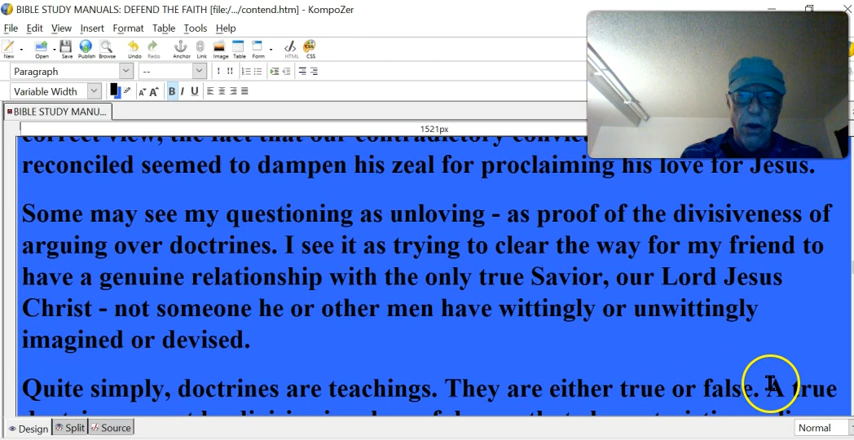 BIBLE STUDY MANUALS: DEFEND THE FAITH [file:/.../contend.htm] - KompoZer
File Edit View Insert Format Table Tools Help
New Open Save Publish Browse Undo Redo Anchor Link Image Table Form HTML CSS
Paragraph --
Variable Width A A B I U
BIBLE STUDY MANU...
1521px
reconciled seemed to dampen his zeal for proclaiming his love for Jesus.
Some may see my questioning as unloving - as proof of the divisiveness of
arguing over doctrines. I see it as trying to clear the way for my friend to
have a genuine relationship with the only true Savior, our Lord Jesus
Christ - not someone he or other men have wittingly or unwittingly
imagined or devised.
Quite simply, doctrines are teachings. They are either true or false. A true
Design Split Source Normal